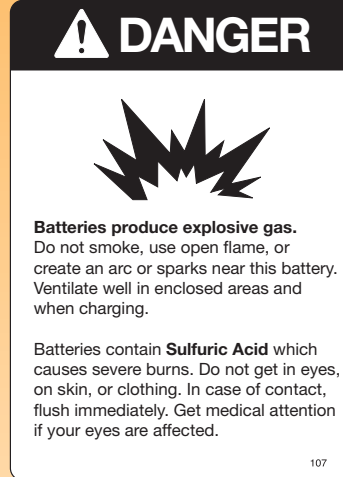 DANGER
Batteries produce explosive gas.
Do not smoke, use open flame, or
create an arc or sparks near this battery.
Ventilate well in enclosed areas and
when charging.
Batteries contain Sulfuric Acid which
causes severe burns. Do not get in eyes,
on skin, or clothing. In case of contact,
flush immediately. Get medical attention
if your eyes are affected.
107